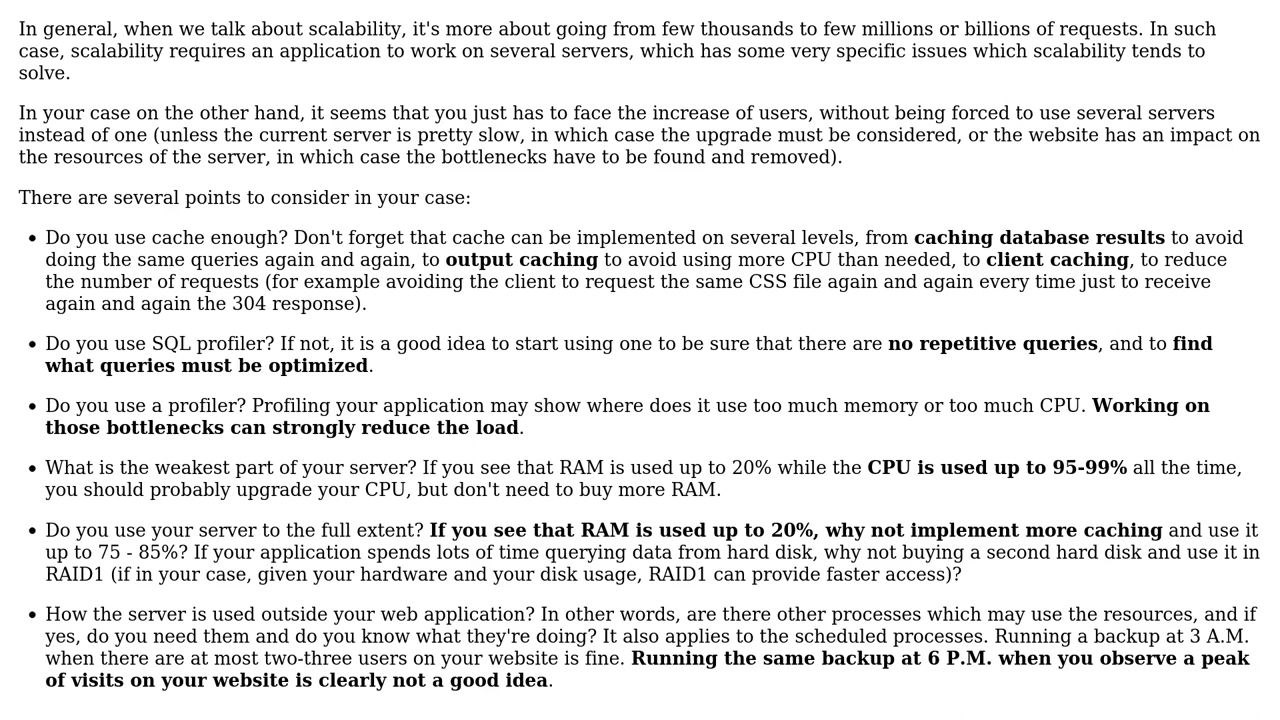 In general, when we talk about scalability, it's more about going from few thousands to few millions or billions of requests. In such
case, scalability requires an application to work on several servers, which has some very specific issues which scalability tends to
solve.
In your case on the other hand, it seems that you just has to face the increase of users, without being forced to use several servers
instead of one (unless the current server is pretty slow, in which case the upgrade must be considered, or the website has an impact on
the resources of the server, in which case the bottlenecks have to be found and removed).
There are several points to consider in your case:
• Do you use cache enough? Don't forget that cache can be implemented on several levels, from caching database results to avoid
doing the same queries again and again, to output caching to avoid using more CPU than needed, to client caching, to reduce
the number of requests (for example avoiding the client to request the same CSS file again and again every time just to receive
again and again the 304 response).
• Do you use SQL profiler? If not, it is a good idea to start using one to be sure that there are no repetitive queries, and to find
what queries must be optimized.
• Do you use a profiler? Profiling your application may show where does it use too much memory or too much CPU. Working on
those bottlenecks can strongly reduce the load.
• What is the weakest part of your server? If you see that RAM is used up to 20% while the CPU is used up to 95-99% all the time,
you should probably upgrade your CPU, but don't need to buy more RAM.
• Do you use your server to the full extent? If you see that RAM is used up to 20%, why not implement more caching and use it
up to 75 - 85%? If your application spends lots of time querying data from hard disk, why not buying a second hard disk and use it in
RAID1 (if in your case, given your hardware and your disk usage, RAID1 can provide faster access)?
• How the server is used outside your web application? In other words, are there other processes which may use the resources, and if
yes, do you need them and do you know what they're doing? It also applies to the scheduled processes. Running a backup at 3 A.M.
when there are at most two-three users on your website is fine. Running the same backup at 6 P.M. when you observe a peak
of visits on your website is clearly not a good idea.